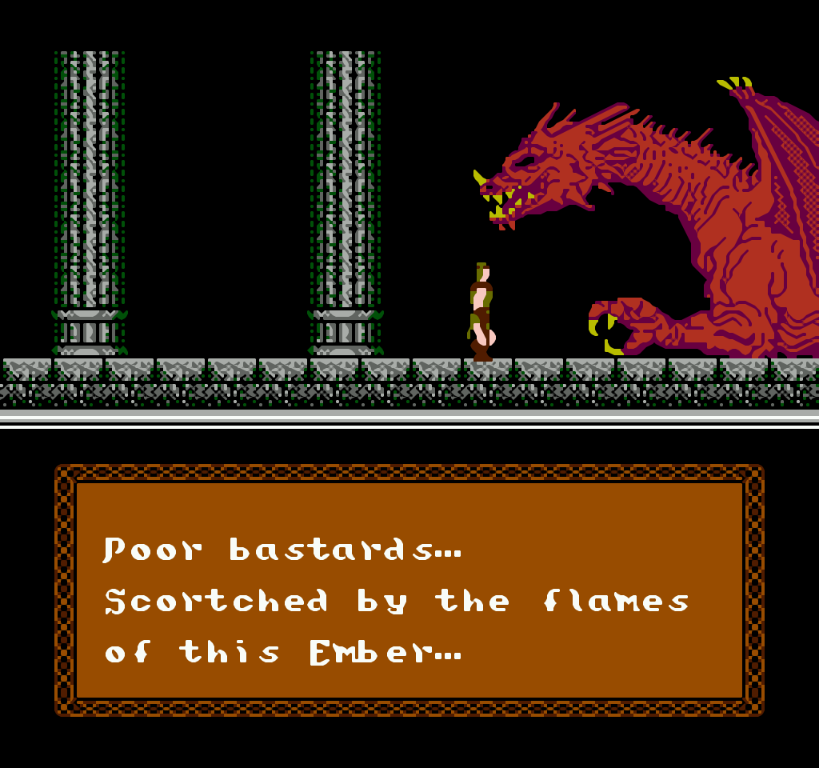 Poor bastards…
Scortched by the flames
of this Ember…